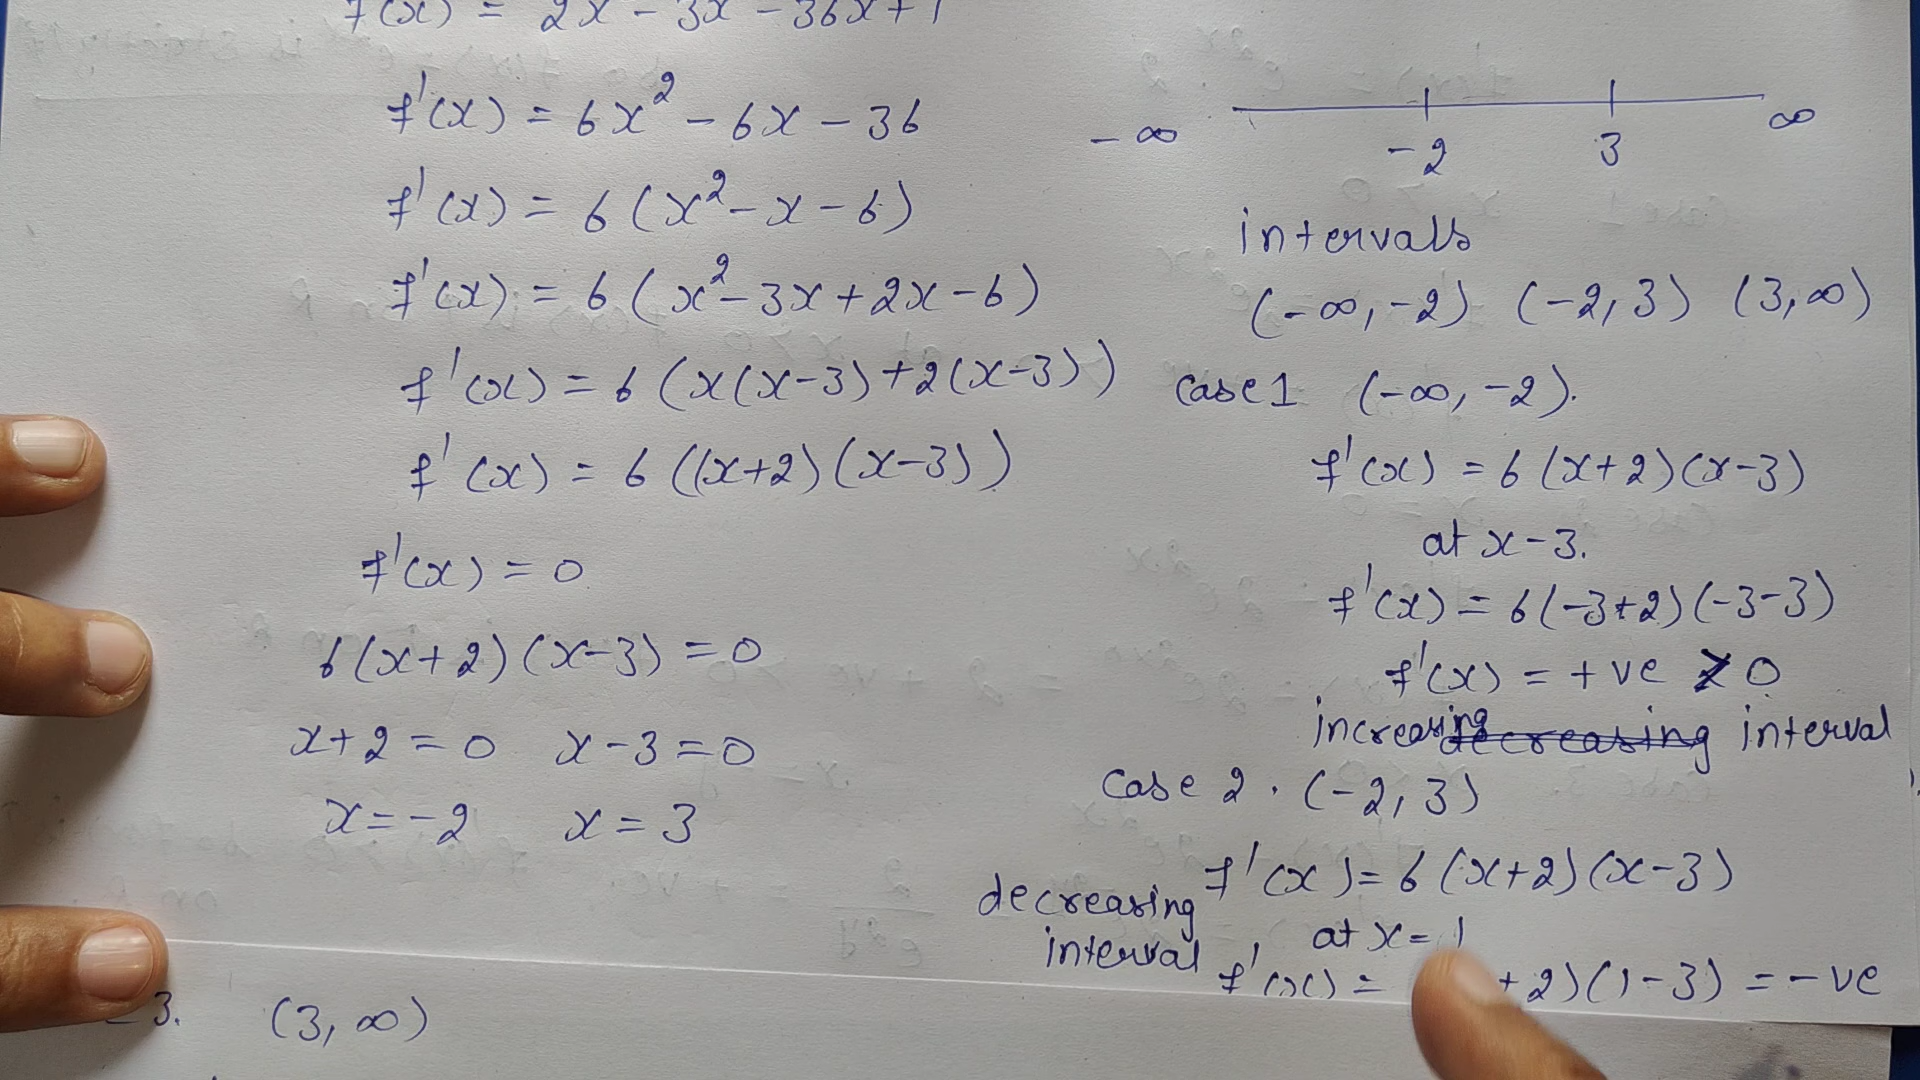 f'(x) = 6x² - 6x - 36
f'(x) = 6(x² - x - 6)
f'(x) = 6(x² - 3x + 2x - 6)
f'(x) = 6(x(x-3) + 2(x-3))
f'(x) = 6((x+2)(x-3))
f'(x) = 0
6(x+2)(x-3) = 0
x+2 = 0 x-3 = 0
x = -2 x = 3
-∞ -2 3 ∞
intervals
(-∞, -2) (-2, 3) (3, ∞)
case 1 (-∞, -2).
f'(x) = 6(x+2)(x-3)
at x-3.
f'(x) = 6(-3+2)(-3-3)
f'(x) = +ve > 0
increasing decreasing interval
case 2. (-2, 3)
f'(x) = 6(x+2)(x-3)
decreasing
interval
at x = 1
f'(x) = +2)(1-3) = -ve
3. (3, ∞)